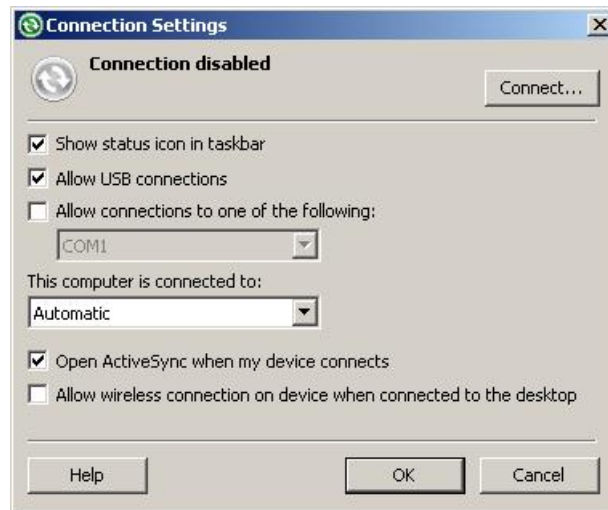 Connection Settings
Connection disabled
Connect...
Show status icon in taskbar
Allow USB connections
Allow connections to one of the following:
COM1
This computer is connected to:
Automatic
Open ActiveSync when my device connects
Allow wireless connection on device when connected to the desktop
Help OK Cancel